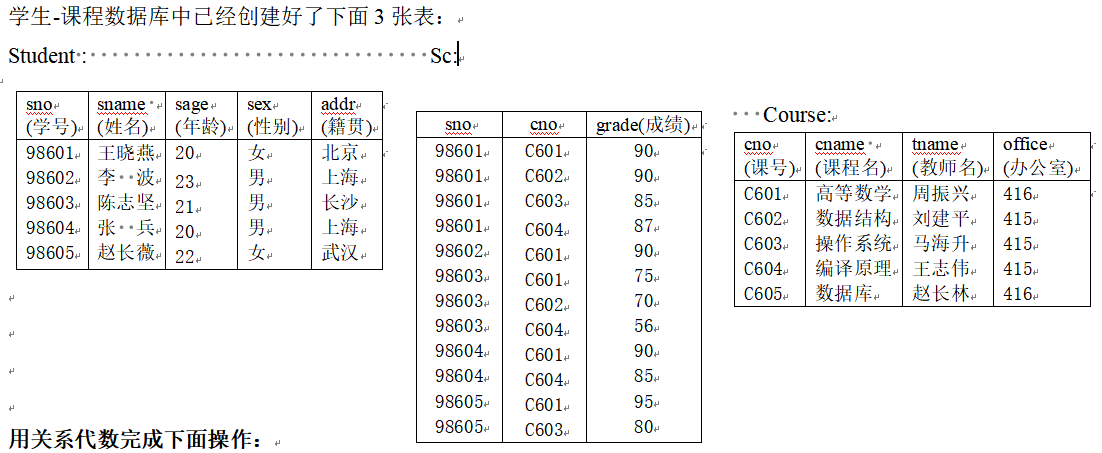 学生-课程数据库中已经创建好了下面 3 张表：
Student : Sc:
sno sname sage sex addr
(学号) (姓名) (年龄) (性别) (籍贯)
98601 王晓燕 20 女 北京
98602 李 波 23 男 上海
98603 陈志坚 21 男 长沙
98604 张 兵 20 男 上海
98605 赵长薇 22 女 武汉
sno cno grade(成绩)
98601 C601 90
98601 C602 90
98601 C603 85
98601 C604 87
98602 C601 90
98603 C601 75
98603 C602 70
98603 C604 56
98604 C601 90
98604 C604 85
98605 C601 95
98605 C603 80
Course:
cno cname tname office
(课号) (课程名) (教师名) (办公室)
C601 高等数学 周振兴 416
C602 数据结构 刘建平 415
C603 操作系统 马海升 415
C604 编译原理 王志伟 415
C605 数据库 赵长林 416
用关系代数完成下面操作：